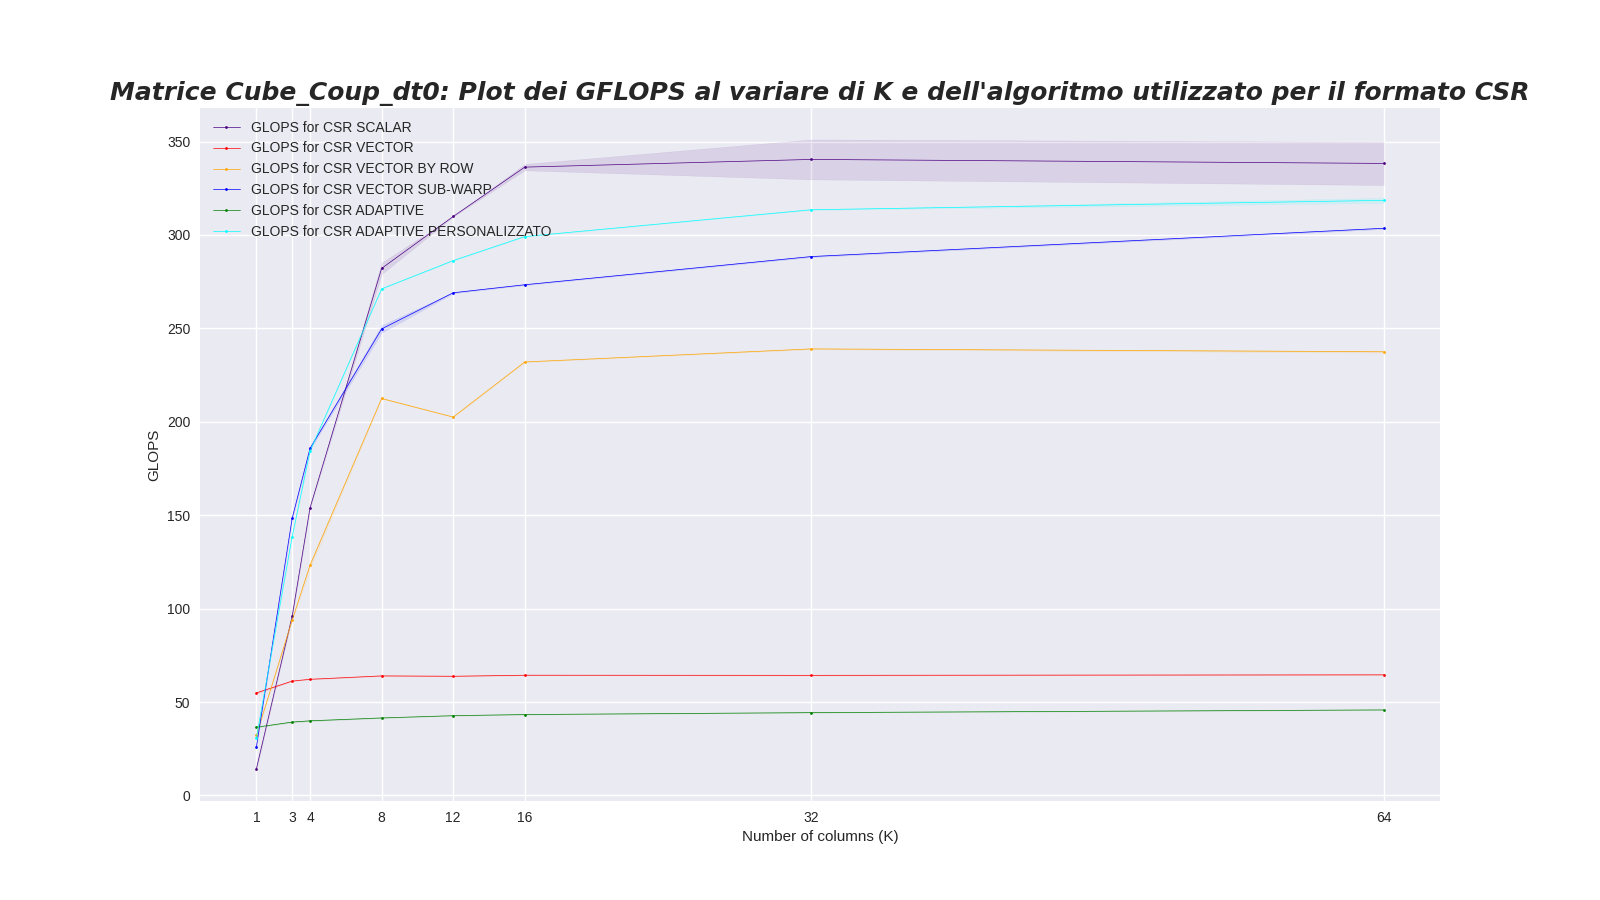 Matrice Cube_Coup_dt0: Plot dei GFLOPS al variare di K e dell'algoritmo utilizzato per il formato CSR
GLOPS for CSR SCALAR
GLOPS for CSR VECTOR
GLOPS for CSR VECTOR BY ROW
GLOPS for CSR VECTOR SUB-WARP
GLOPS for CSR ADAPTIVE
GLOPS for CSR ADAPTIVE PERSONALIZZATO
350
300
250
200
150
100
50
0
GLOPS
1 3 4 8 12 16 32 64
Number of columns (K)